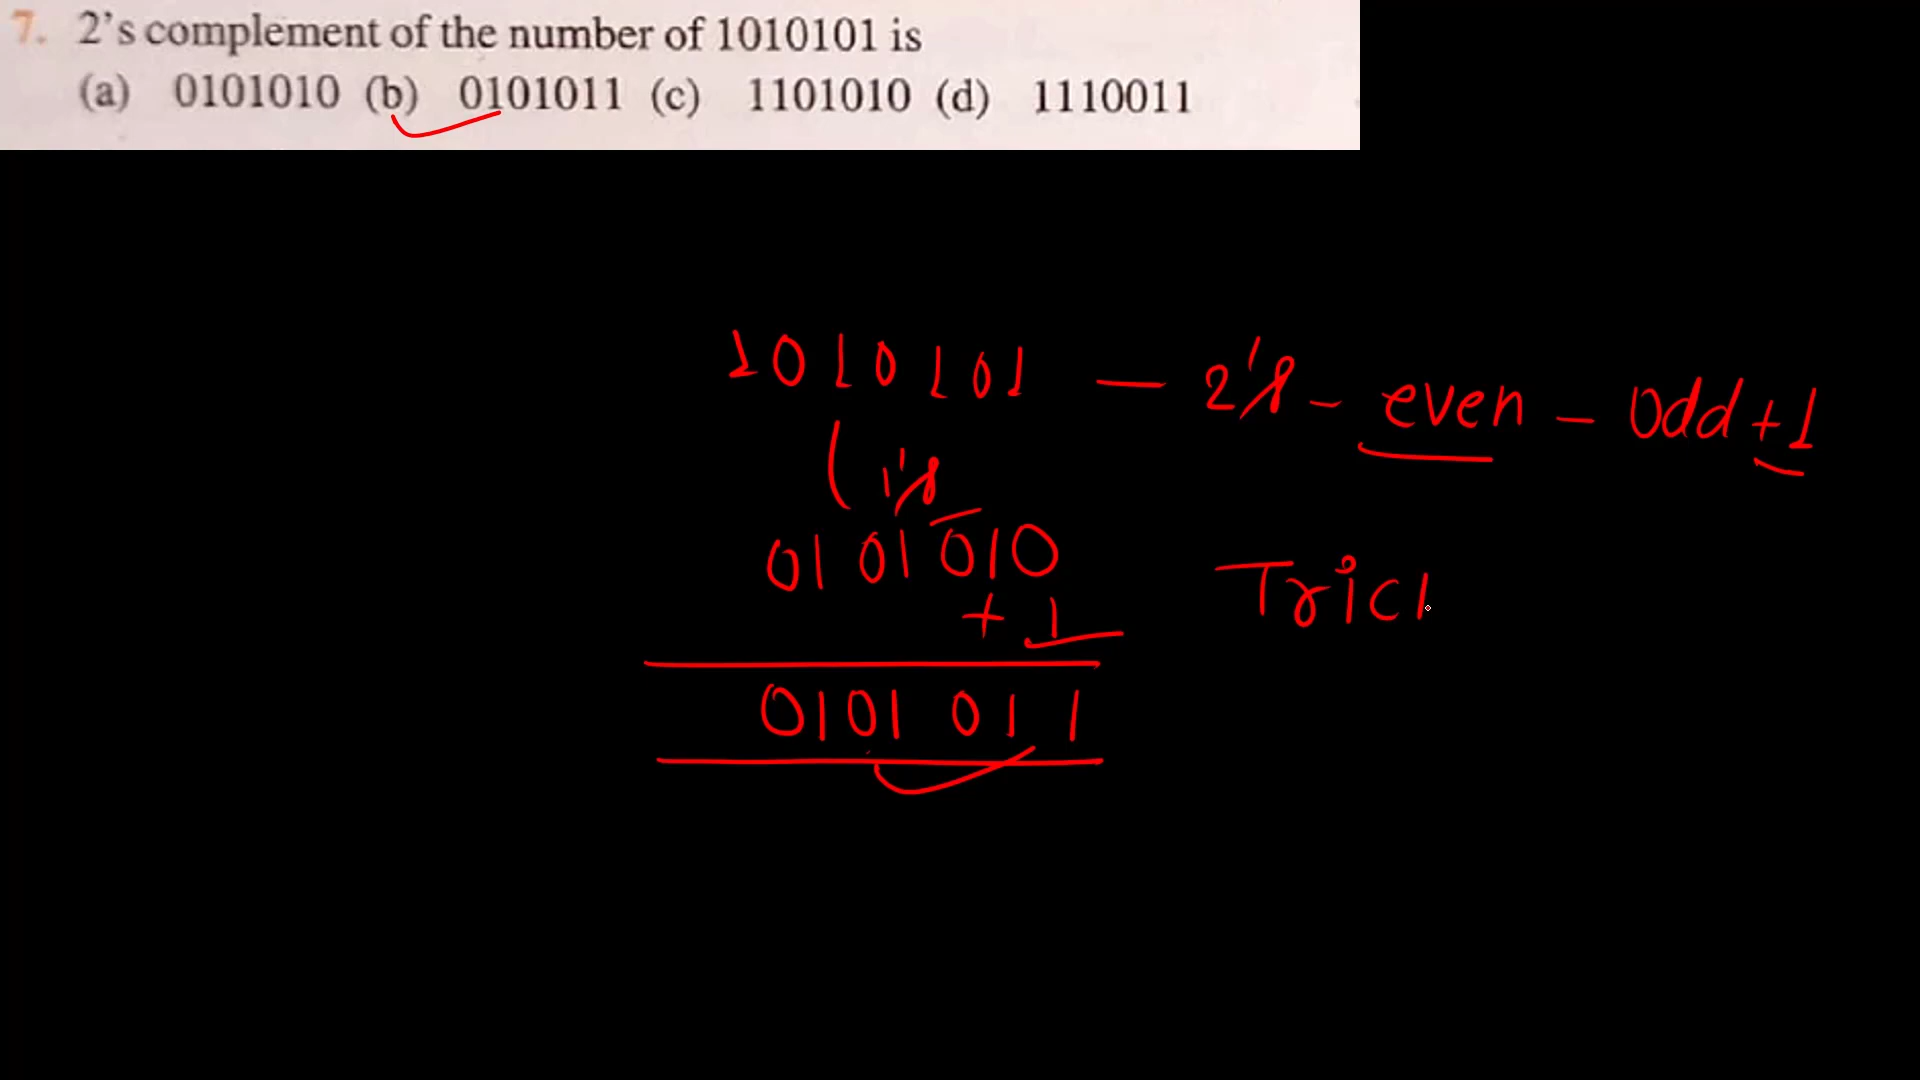 7. 2's complement of the number of 1010101 is
(a) 0101010 (b) 0101011 (c) 1101010 (d) 1110011
1010101 — 2's – even – odd + 1
1's
0101010
+ 1
Tric
0101011